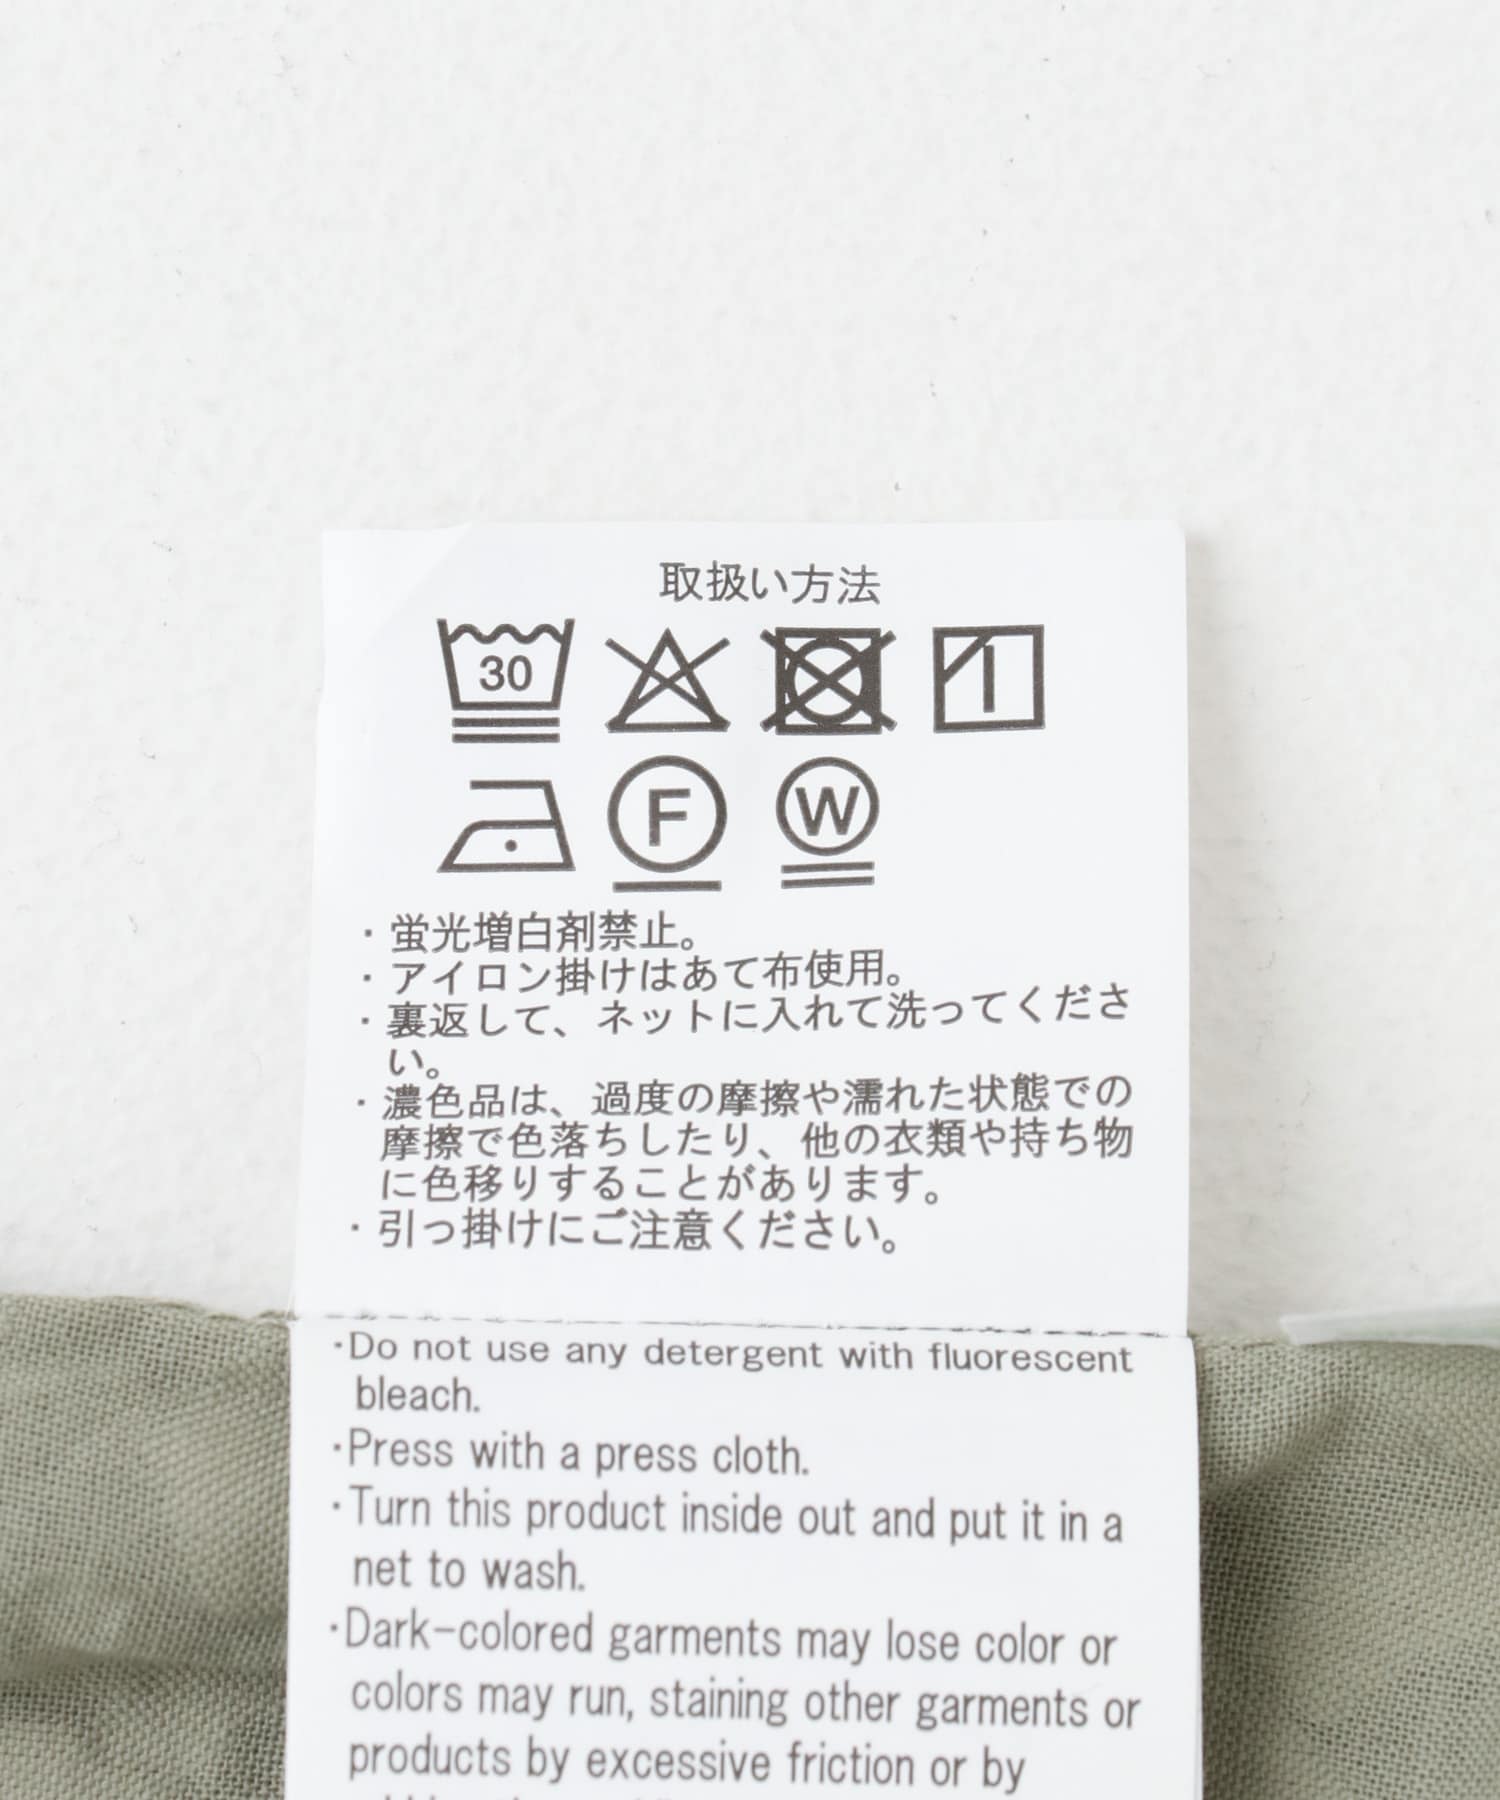 取扱い方法
30
F W
・蛍光増白剤禁止。
・アイロン掛けはあて布使用。
・裏返して、ネットに入れて洗ってくださ
い。
・濃色品は、過度の摩擦や濡れた状態での
摩擦で色落ちしたり、他の衣類や持ち物
に色移りすることがあります。
・引っ掛けにご注意ください。
・Do not use any detergent with fluorescent
bleach.
・Press with a press cloth.
・Turn this product inside out and put it in a
net to wash.
・Dark-colored garments may lose color or
colors may run, staining other garments or
products by excessive friction or by